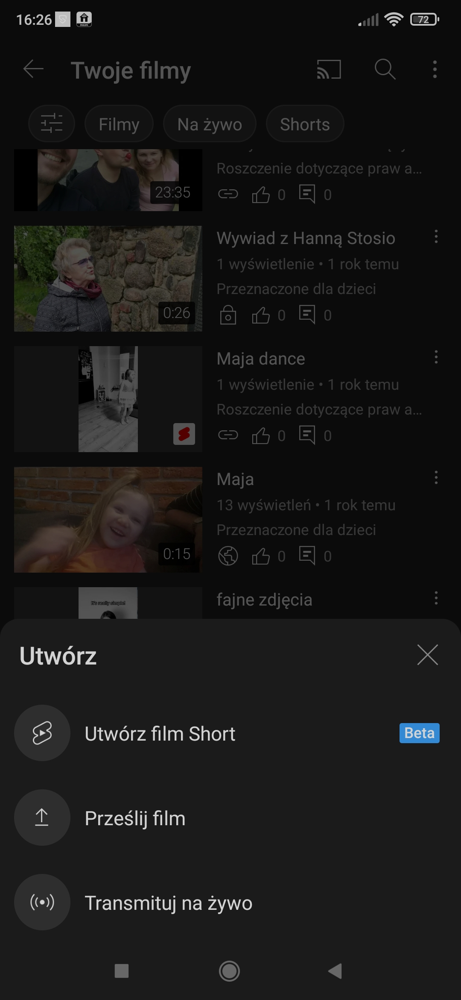 16:26
PHILIPS
72
Twoje filmy
Filmy
Na żywo
Shorts
Roszczenie dotyczące praw a...
23:35
0
0
Wywiad z Hanną Stosio
1 wyświetlenie • 1 rok temu
Przeznaczone dla dzieci
0:26
0
0
Maja dance
1 wyświetlenie • 1 rok temu
Roszczenie dotyczące praw a...
0
0
Maja
13 wyświetleń • 1 rok temu
Przeznaczone dla dzieci
0:15
0
0
It's really simple!
fajne zdjęcia
Utwórz
Utwórz film Short
Beta
Prześlij film
Transmituj na żywo